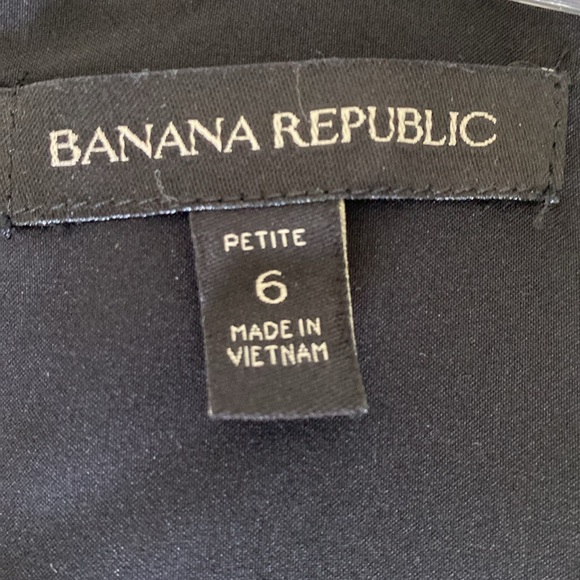 BANANA REPUBLIC
PETITE
6
MADE IN
VIETNAM